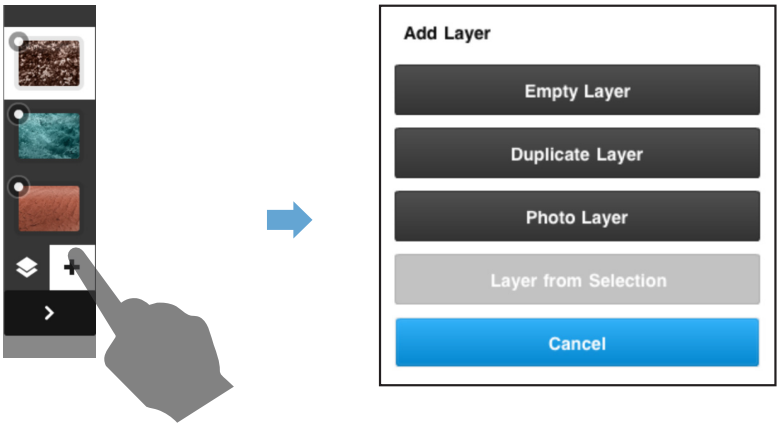 Add Layer
Empty Layer
Duplicate Layer
Photo Layer
Layer from Selection
Cancel